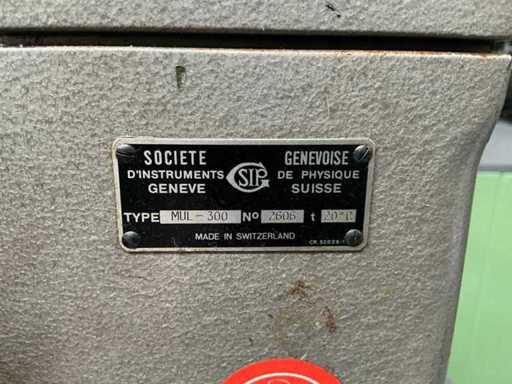 SOCIETE GENEVOISE
D'INSTRUMENTS SIP DE PHYSIQUE
GENEVE SUISSE
TYPE MUL-300 No 2606 t 20°C
MADE IN SWITZERLAND